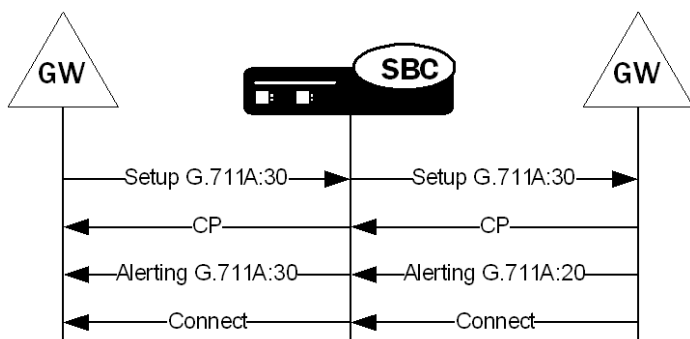 GW
SBC
GW
Setup G.711A:30
Setup G.711A:30
CP
CP
Alerting G.711A:30
Alerting G.711A:20
Connect
Connect